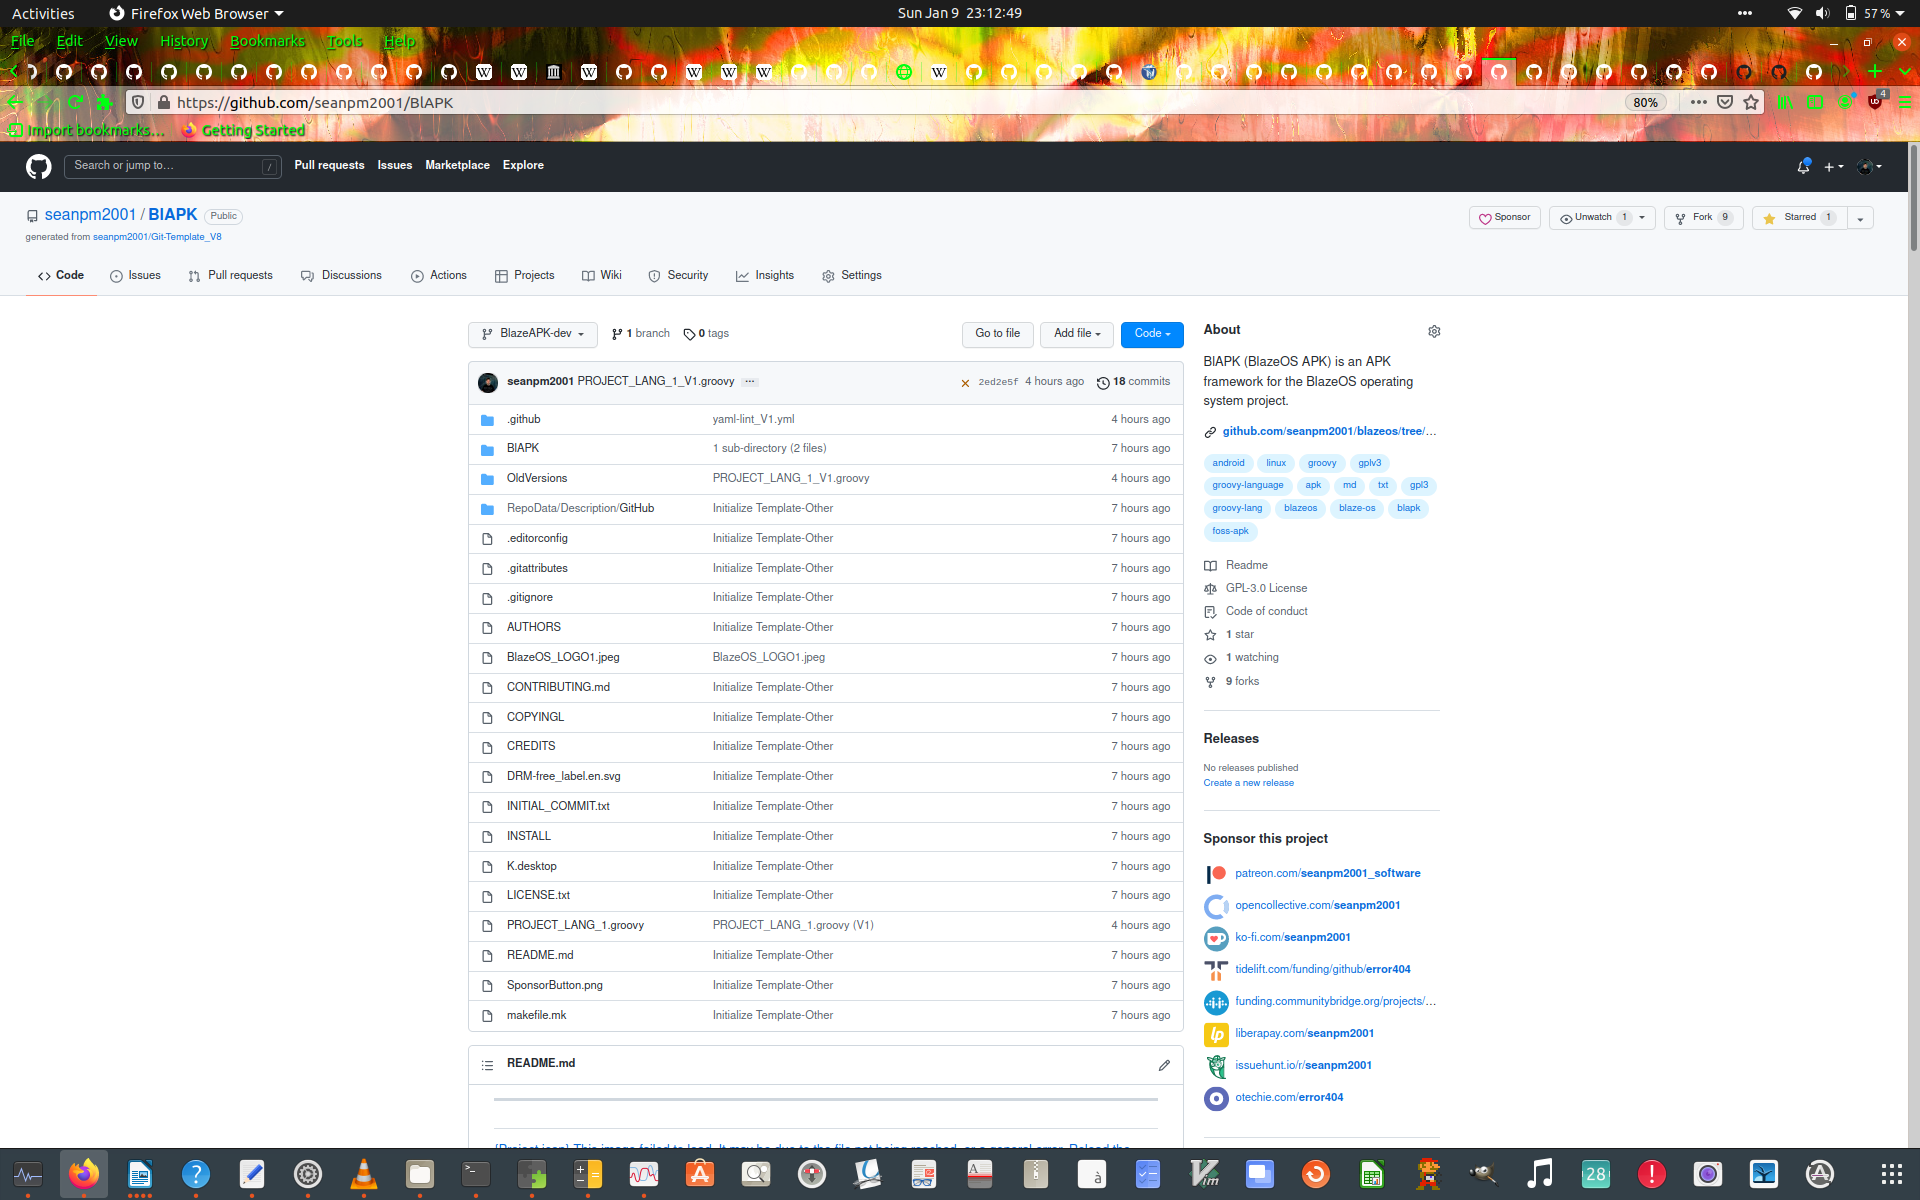 Activities
Firefox Web Browser
Sun Jan 9 23:12:49
57 %
File Edit View History Bookmarks Tools Help
https://github.com/seanpm2001/BlAPK
80%
4
Import bookmarks...
Getting Started
Search or jump to...
/
Pull requests Issues Marketplace Explore
seanpm2001 / BlAPK Public
Sponsor
Unwatch 1
Fork 9
Starred 1
generated from seanpm2001/Git-Template_V8
Code Issues Pull requests Discussions Actions Projects Wiki Security Insights Settings
BlazeAPK-dev
1 branch
0 tags
Go to file
Add file
Code
seanpm2001 PROJECT_LANG_1_V1.groovy ...
2ed2e5f 4 hours ago
18 commits
.github yaml-lint_V1.yml 4 hours ago
BlAPK 1 sub-directory (2 files) 7 hours ago
OldVersions PROJECT_LANG_1_V1.groovy 4 hours ago
RepoData/Description/GitHub Initialize Template-Other 7 hours ago
.editorconfig Initialize Template-Other 7 hours ago
.gitattributes Initialize Template-Other 7 hours ago
.gitignore Initialize Template-Other 7 hours ago
AUTHORS Initialize Template-Other 7 hours ago
BlazeOS_LOGO1.jpeg BlazeOS_LOGO1.jpeg 7 hours ago
CONTRIBUTING.md Initialize Template-Other 7 hours ago
COPYINGL Initialize Template-Other 7 hours ago
CREDITS Initialize Template-Other 7 hours ago
DRM-free_label.en.svg Initialize Template-Other 7 hours ago
INITIAL_COMMIT.txt Initialize Template-Other 7 hours ago
INSTALL Initialize Template-Other 7 hours ago
K.desktop Initialize Template-Other 7 hours ago
LICENSE.txt Initialize Template-Other 7 hours ago
PROJECT_LANG_1.groovy PROJECT_LANG_1.groovy (V1) 4 hours ago
README.md Initialize Template-Other 7 hours ago
SponsorButton.png Initialize Template-Other 7 hours ago
makefile.mk Initialize Template-Other 7 hours ago
README.md
About
BlAPK (BlazeOS APK) is an APK
framework for the BlazeOS operating
system project.
github.com/seanpm2001/blazeos/tree/...
android linux groovy gplv3
groovy-language apk md txt gpl3
groovy-lang blazeos blaze-os blapk
foss-apk
Readme
GPL-3.0 License
Code of conduct
1 star
1 watching
9 forks
Releases
No releases published
Create a new release
Sponsor this project
patreon.com/seanpm2001_software
opencollective.com/seanpm2001
ko-fi.com/seanpm2001
tidelift.com/funding/github/error404
funding.communitybridge.org/projects/...
liberapay.com/seanpm2001
issuehunt.io/r/seanpm2001
otechie.com/error404
28